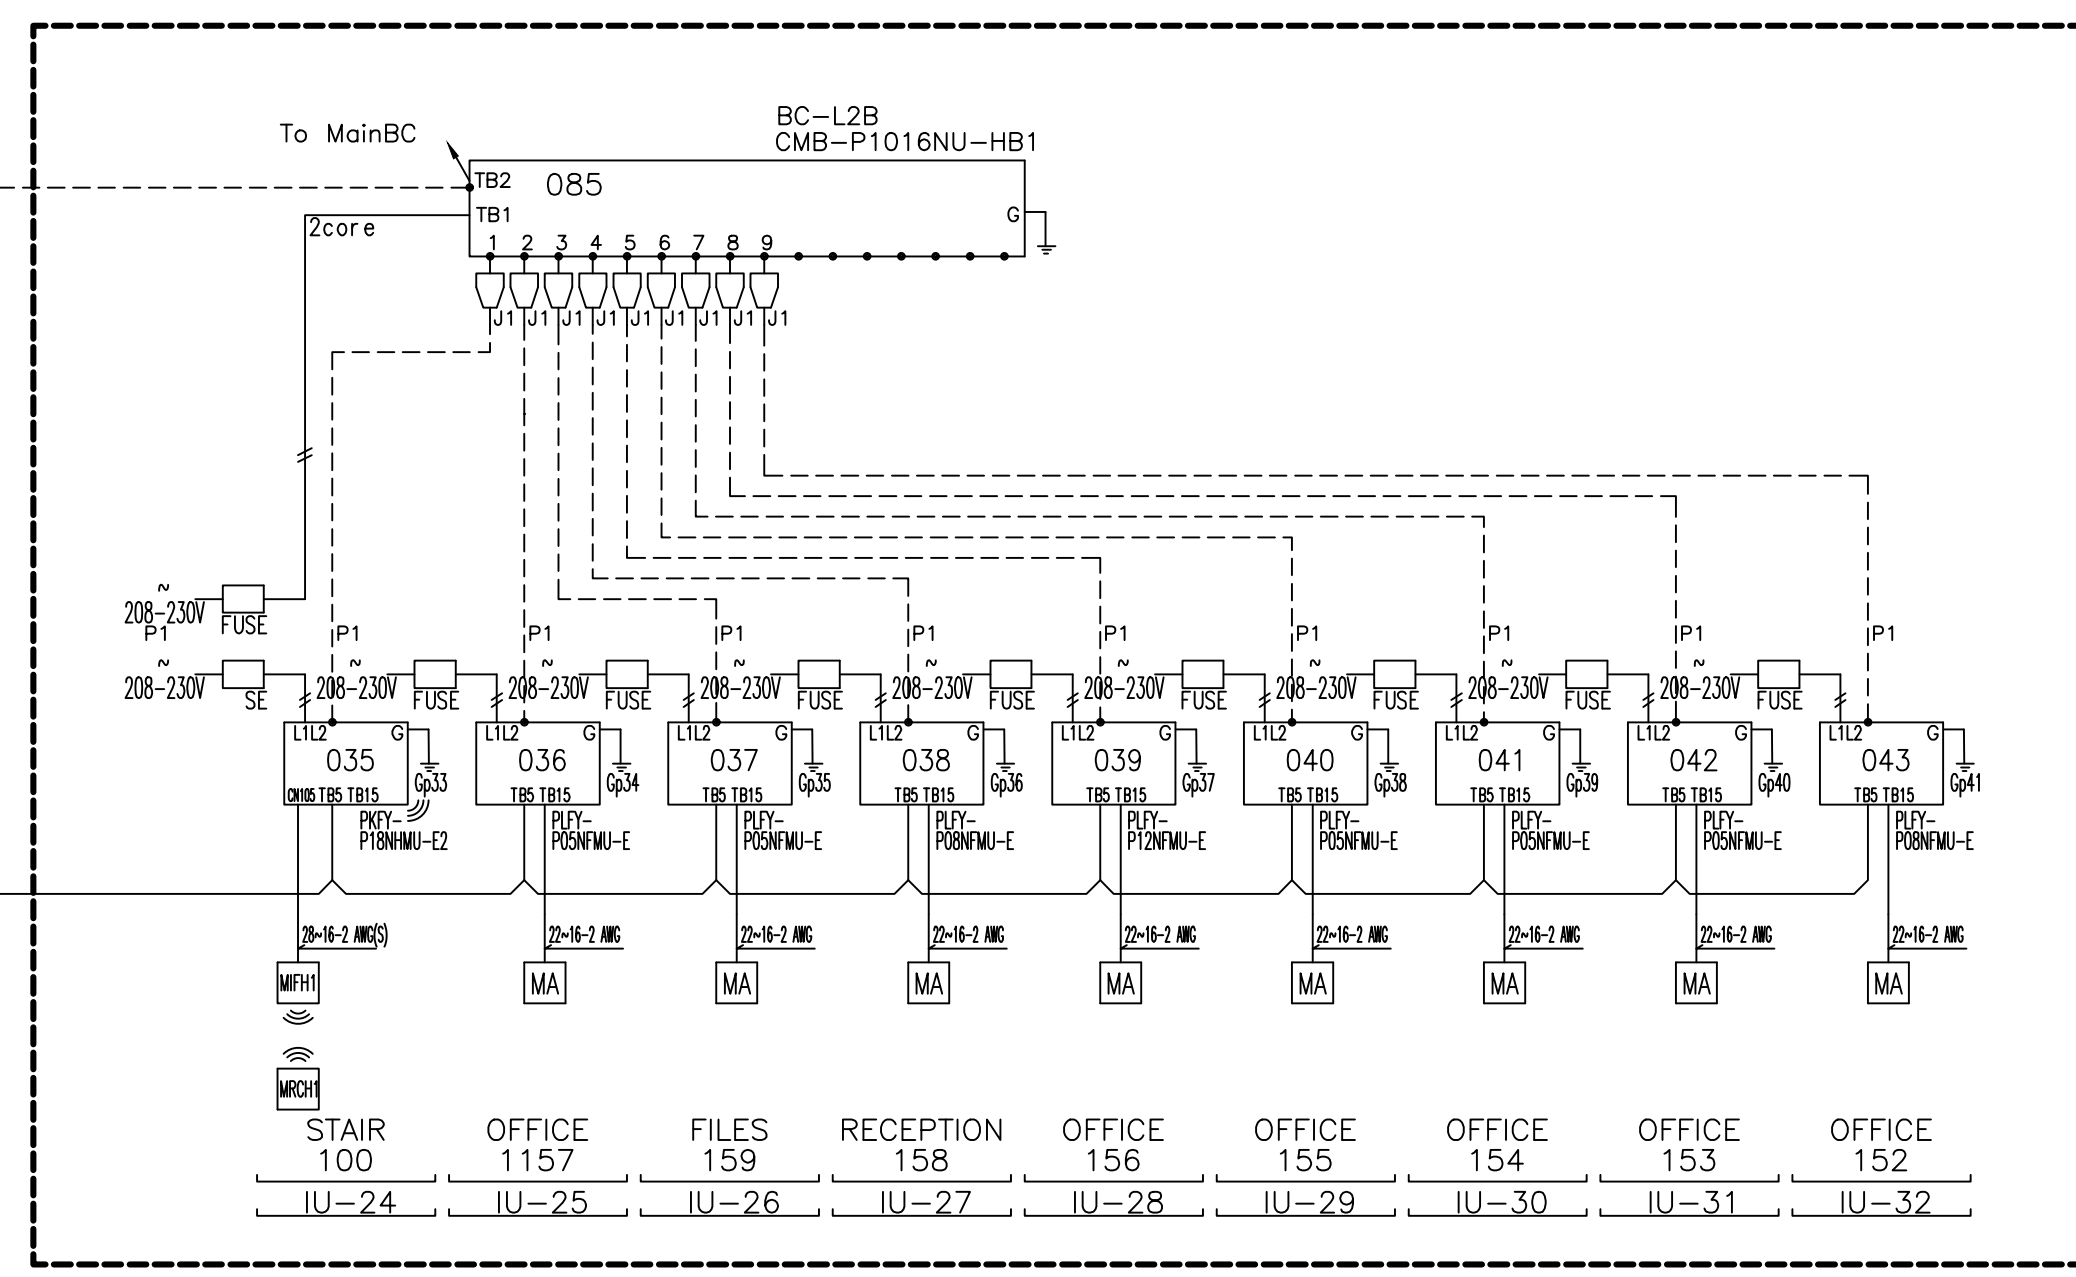 BC-L2B
CMB-P1016NU-HB1
To MainBC
TB2 085
TB1 G
2core
1 2 3 4 5 6 7 8 9
J1 J1 J1 J1 J1 J1 J1 J1 J1
~
208-230V FUSE
P1 P1 P1 P1 P1 P1 P1 P1 P1 P1
~ ~ ~ ~ ~ ~ ~ ~ ~
208-230V 208-230V 208-230V 208-230V 208-230V 208-230V 208-230V 208-230V 208-230V
SE FUSE FUSE FUSE FUSE FUSE FUSE FUSE FUSE
L1L2 G L1L2 G L1L2 G L1L2 G L1L2 G L1L2 G L1L2 G L1L2 G L1L2 G
035 036 037 038 039 040 041 042 043
Gp33 Gp34 Gp35 Gp36 Gp37 Gp38 Gp39 Gp40 Gp41
CN105 TB5 TB15 TB5 TB15 TB5 TB15 TB5 TB15 TB5 TB15 TB5 TB15 TB5 TB15 TB5 TB15 TB5 TB15
PKFY- PLFY- PLFY- PLFY- PLFY- PLFY- PLFY- PLFY- PLFY-
P18NHMU-E2 P05NFMU-E P05NFMU-E P08NFMU-E P12NFMU-E P05NFMU-E P05NFMU-E P05NFMU-E P08NFMU-E
28~16-2 AWG(S) 22~16-2 AWG 22~16-2 AWG 22~16-2 AWG 22~16-2 AWG 22~16-2 AWG 22~16-2 AWG 22~16-2 AWG 22~16-2 AWG
MIFH1 MA MA MA MA MA MA MA MA
MRCH1
STAIR OFFICE FILES RECEPTION OFFICE OFFICE OFFICE OFFICE OFFICE
100 1157 159 158 156 155 154 153 152
IU-24 IU-25 IU-26 IU-27 IU-28 IU-29 IU-30 IU-31 IU-32